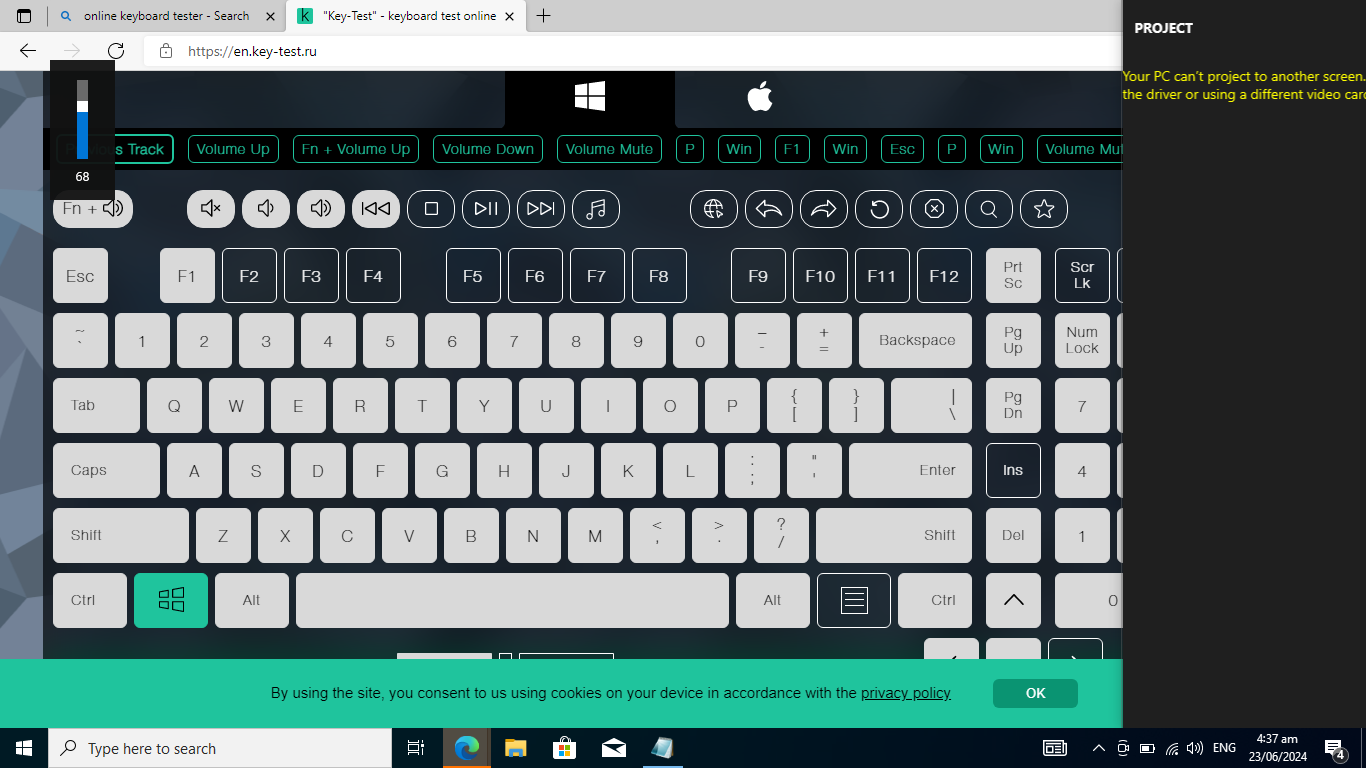 online keyboard tester - Search
"Key-Test" - keyboard test online
https://en.key-test.ru
PROJECT
Your PC can't project to another screen.
the driver or using a different video card
68
s Track Volume Up Fn + Volume Up Volume Down Volume Mute P Win F1 Win Esc P Win Volume Mut
Fn +
Esc F1 F2 F3 F4 F5 F6 F7 F8 F9 F10 F11 F12 Prt Sc Scr Lk
~ ` 1 2 3 4 5 6 7 8 9 0 – - + = Backspace Pg Up Num Lock
Tab Q W E R T Y U I O P { [ } ] | \ Pg Dn 7
Caps A S D F G H J K L : ; " ' Enter Ins 4
Shift Z X C V B N M < , > . ? / Shift Del 1
Ctrl Alt Alt Ctrl 0
By using the site, you consent to us using cookies on your device in accordance with the privacy policy OK
Type here to search
ENG
4:37 am
23/06/2024
4